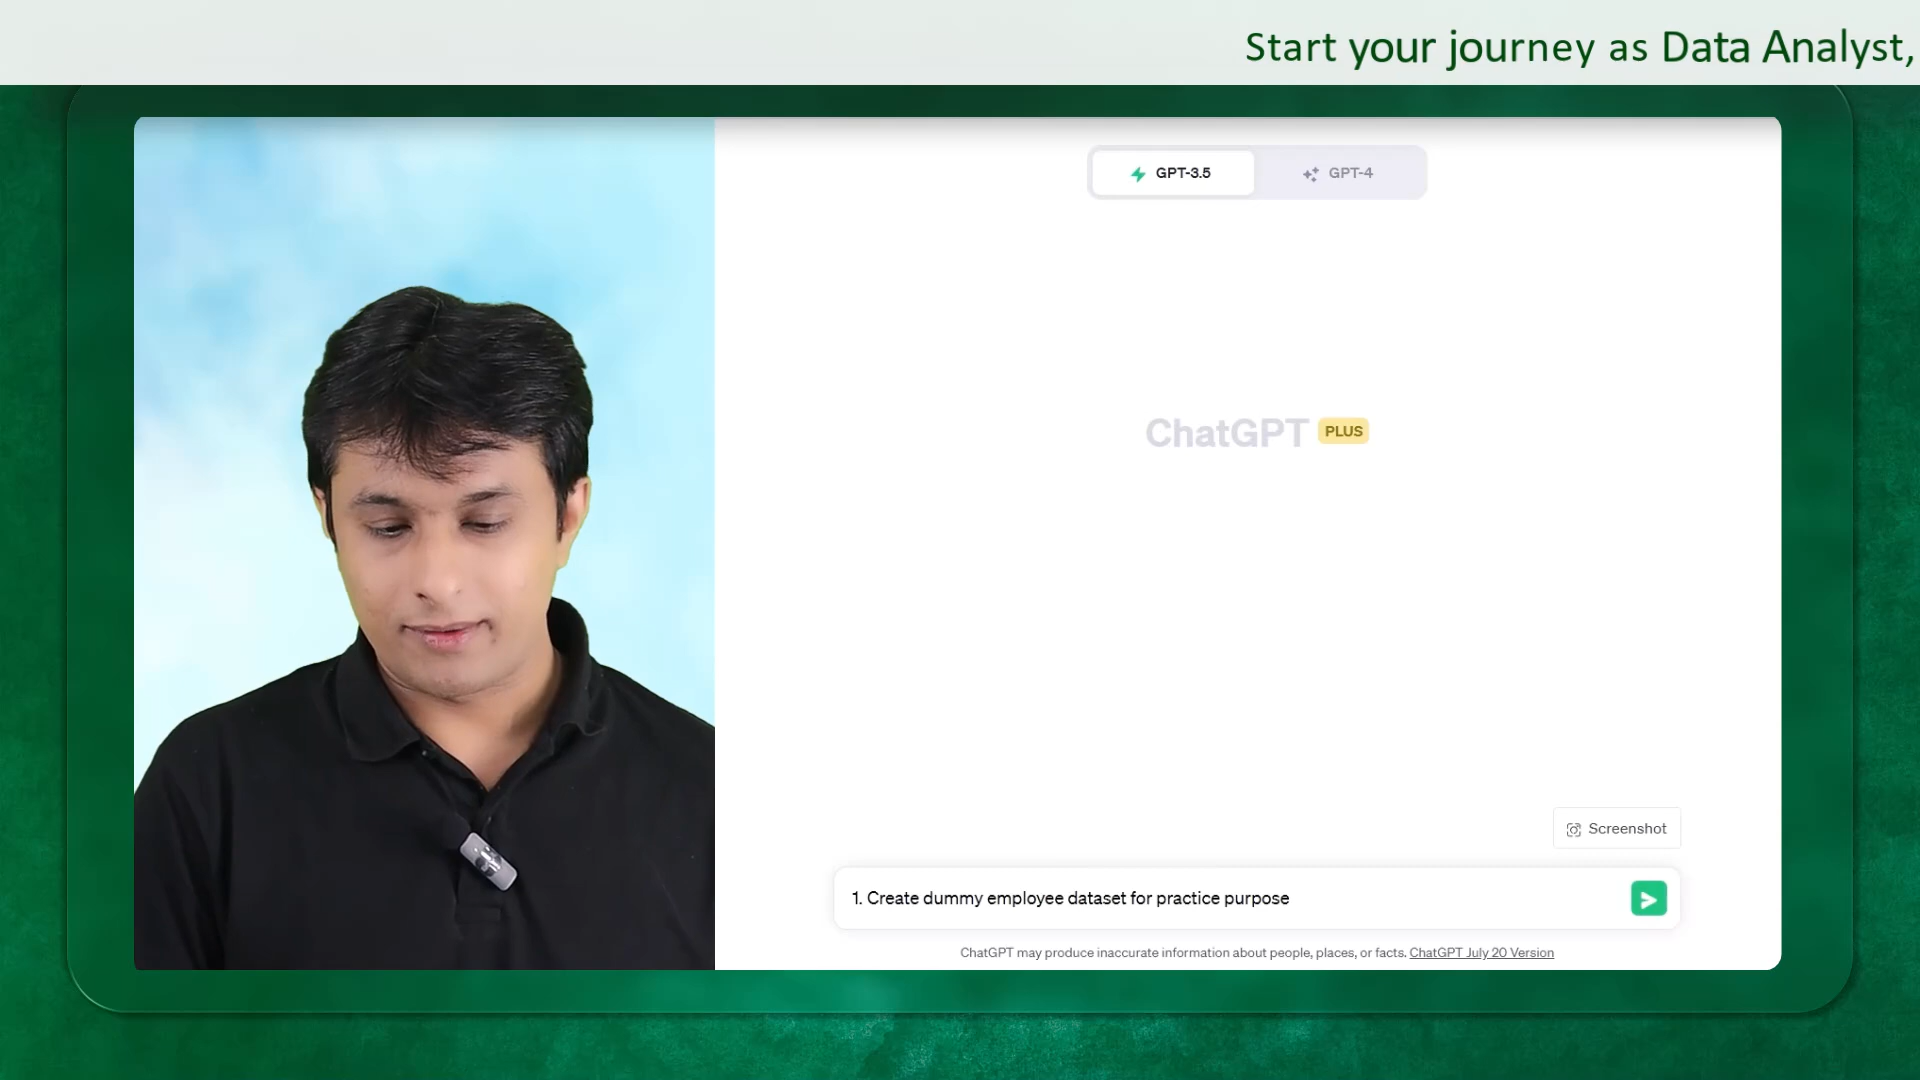 Start your journey as Data Analyst,
GPT-3.5
GPT-4
ChatGPT PLUS
Screenshot
1. Create dummy employee dataset for practice purpose
ChatGPT may produce inaccurate information about people, places, or facts. ChatGPT July 20 Version